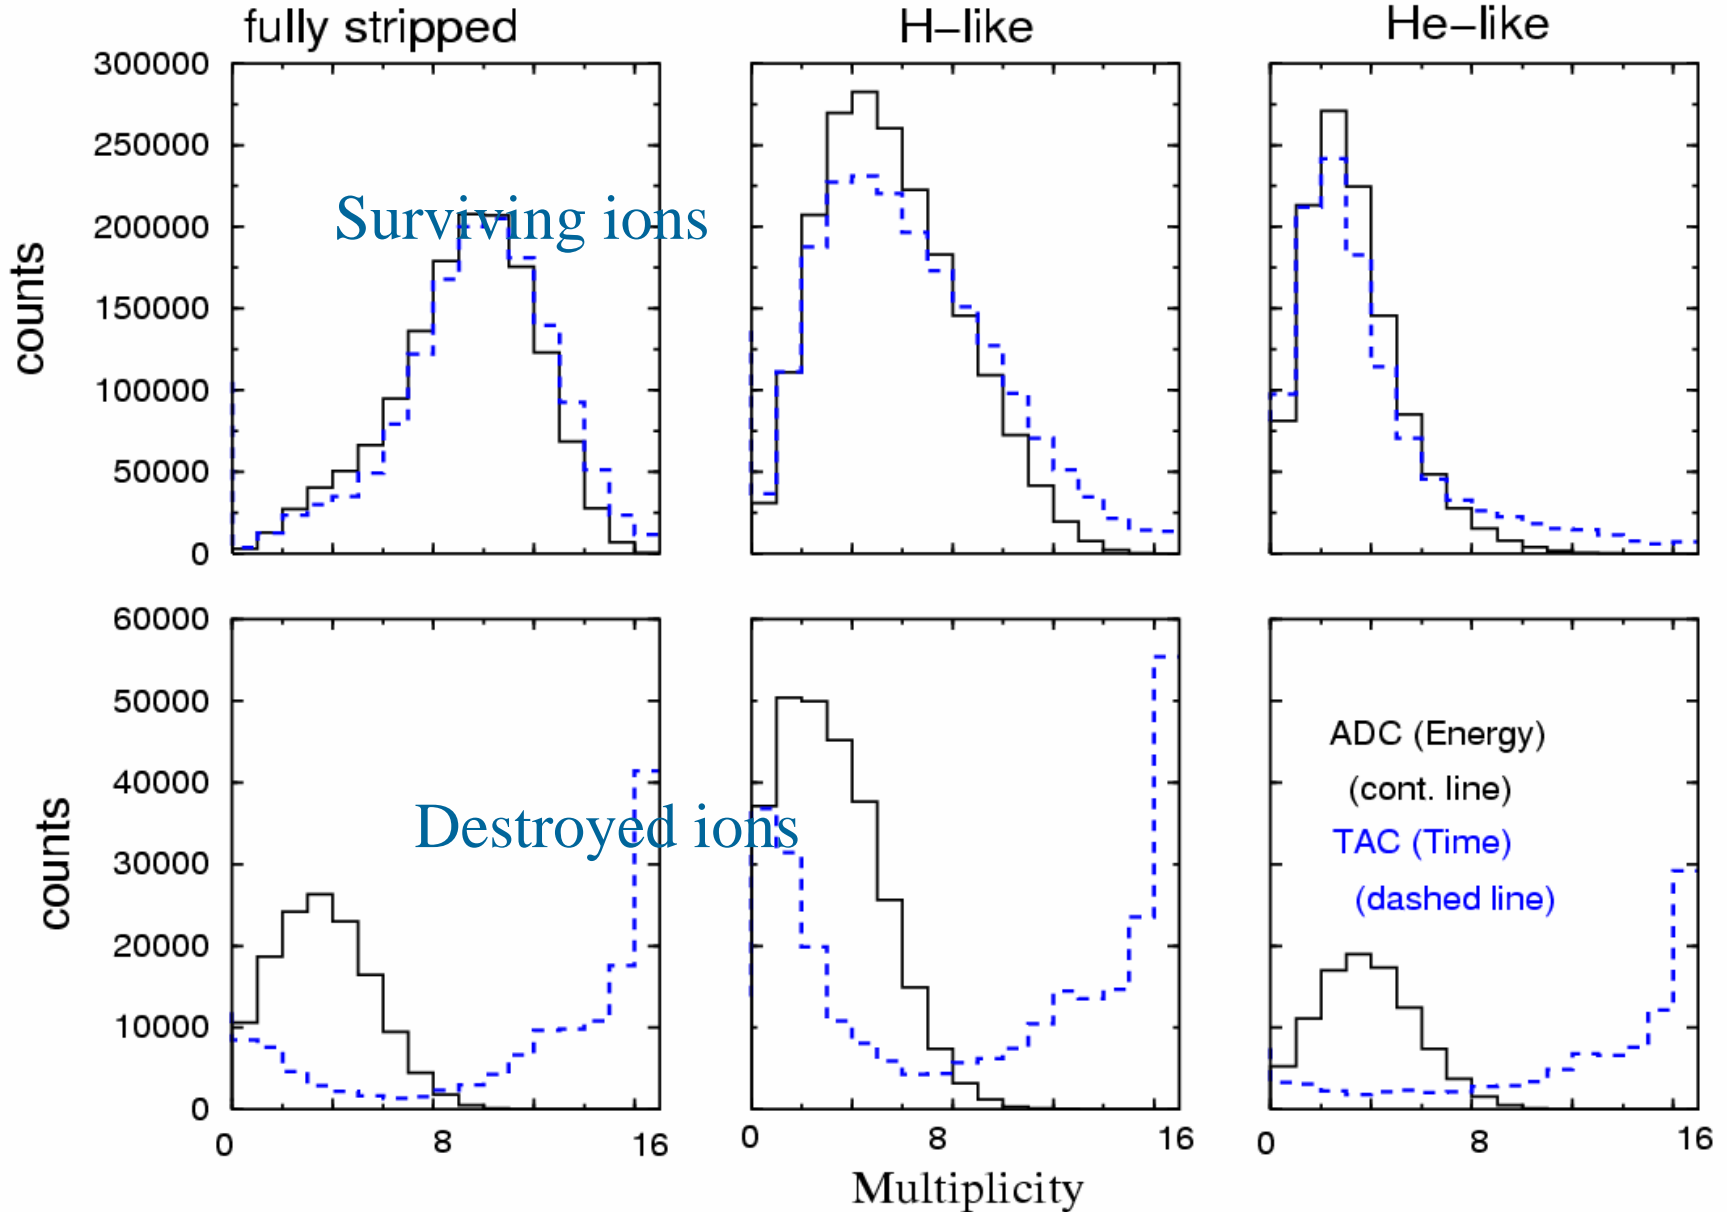 fully stripped
H–like
He–like
300000
250000
200000
150000
100000
50000
0
counts
Surviving ions
60000
50000
40000
30000
20000
10000
0
counts
Destroyed ions
ADC (Energy)
(cont. line)
TAC (Time)
(dashed line)
0 8 16
0 8 16
0 8 16
Multiplicity